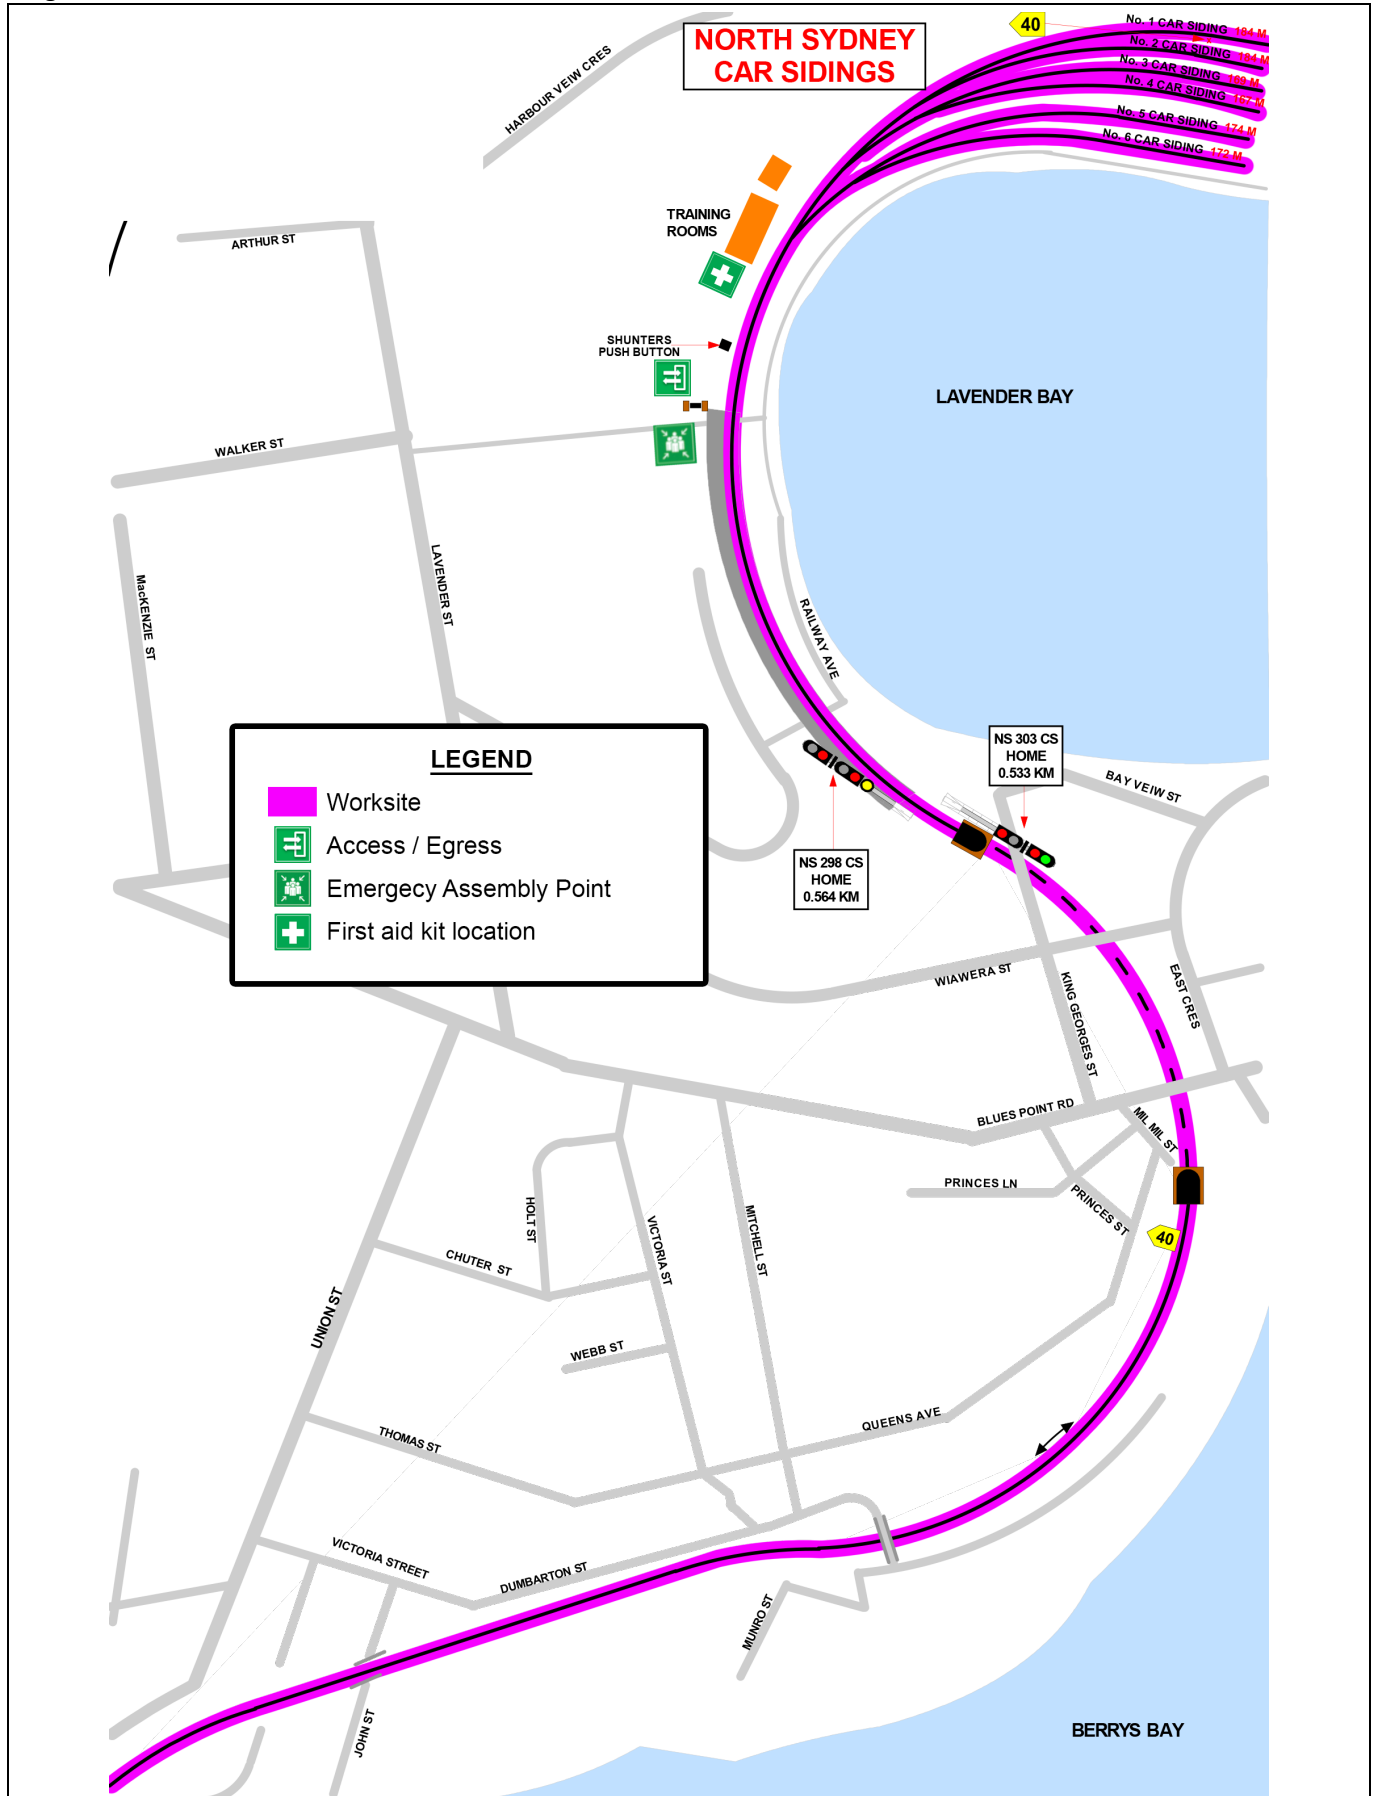 40
NORTH SYDNEY
CAR SIDINGS
No. 1 CAR SIDING 194 M
No. 2 CAR SIDING 184 M
No. 3 CAR SIDING 169 M
No. 4 CAR SIDING 167 M
No. 5 CAR SIDING 174 M
No. 6 CAR SIDING 172 M
HARBOUR VEIW CRES
TRAINING
ROOMS
ARTHUR ST
SHUNTERS
PUSH BUTTON
LAVENDER BAY
WALKER ST
LAVENDER ST
MacKENZIE ST
RAILWAY AVE
LEGEND
Worksite
Access / Egress
Emergecy Assembly Point
First aid kit location
NS 303 CS
HOME
0.533 KM
BAY VEIW ST
NS 298 CS
HOME
0.564 KM
WIAWERA ST
KING GEORGES ST
EAST CRES
BLUES POINT RD
MIL MIL ST
PRINCES LN
PRINCES ST
40
HOLT ST
VICTORIA ST
MITCHELL ST
CHUTER ST
UNION ST
WEBB ST
QUEENS AVE
THOMAS ST
VICTORIA STREET
DUMBARTON ST
MUNRO ST
JOHN ST
BERRYS BAY